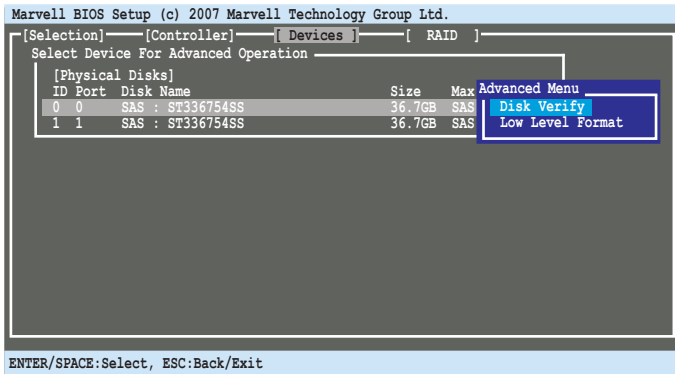 Marvell BIOS Setup (c) 2007 Marvell Technology Group Ltd.
[Selection] [Controller] [ Devices ] [ RAID ]
Select Device For Advanced Operation
[Physical Disks]
ID Port Disk Name Size Max
0 0 SAS : ST336754SS 36.7GB SAS
1 1 SAS : ST336754SS 36.7GB SAS
Advanced Menu
Disk Verify
Low Level Format
ENTER/SPACE:Select, ESC:Back/Exit